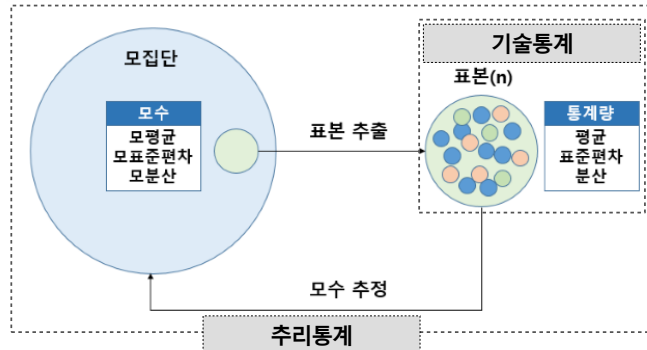 기술통계
모집단
표본(n)
모수
모평균
모표준편차
모분산
표본 추출
통계량
평균
표준편차
분산
모수 추정
추리통계